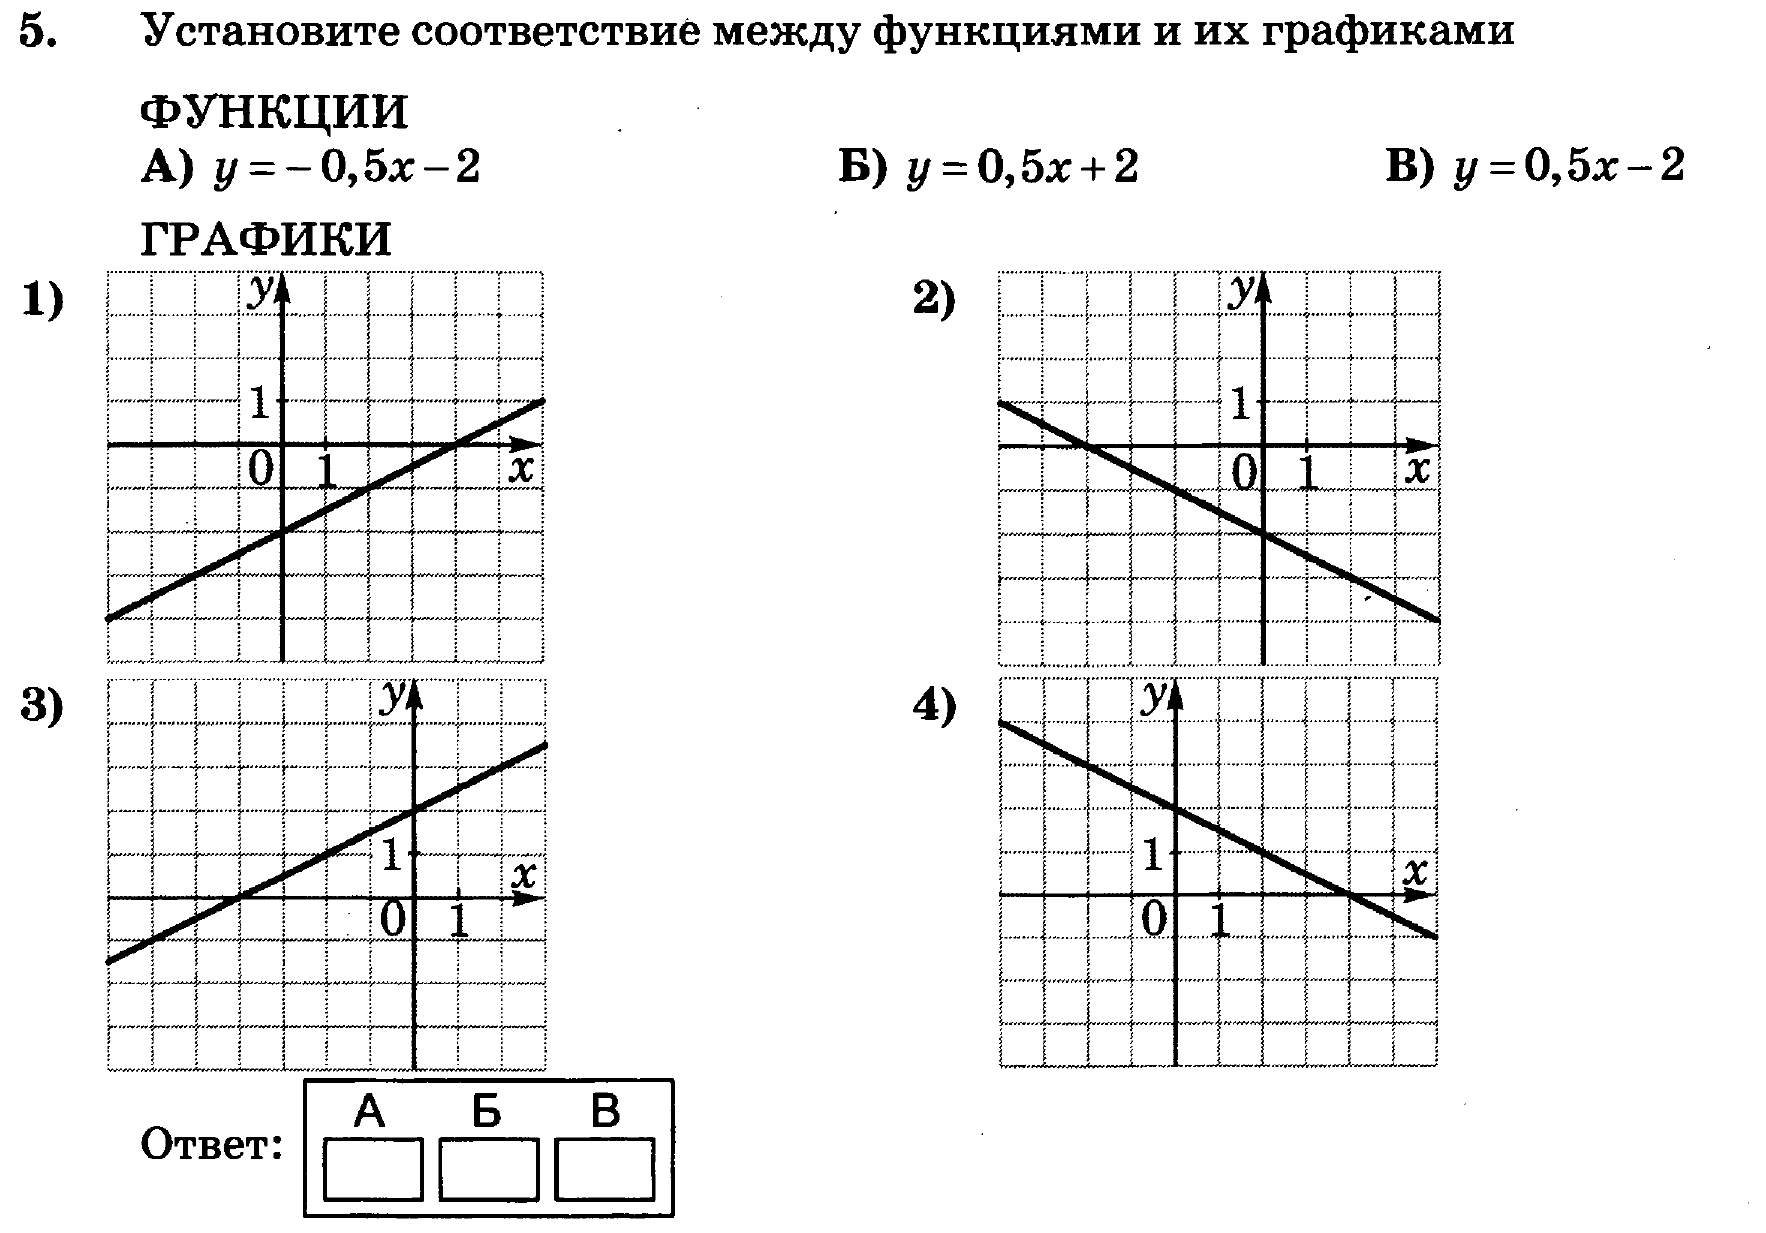 5. Установите соответствие между функциями и их графиками
ФУНКЦИИ
А) y = − 0,5x − 2 Б) y = 0,5x + 2 В) y = 0,5x − 2
ГРАФИКИ
1) 2)
y y
1 1
0 1 x 0 1 x
3) 4)
y y
1 x 1 x
0 1 0 1
А Б В
Ответ: